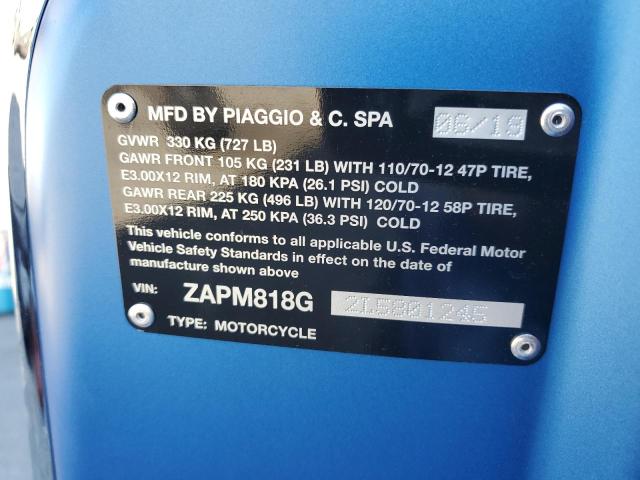 MFD BY PIAGGIO & C. SPA 06/19
GVWR 330 KG (727 LB)
GAWR FRONT 105 KG (231 LB) WITH 110/70-12 47P TIRE,
E3.00X12 RIM, AT 180 KPA (26.1 PSI) COLD
GAWR REAR 225 KG (496 LB) WITH 120/70-12 58P TIRE,
E3.00X12 RIM, AT 250 KPA (36.3 PSI) COLD
This vehicle conforms to all applicable U.S. Federal Motor
Vehicle Safety Standards in effect on the date of
manufacture shown above
VIN: ZAPM818G 2L5801245
TYPE: MOTORCYCLE